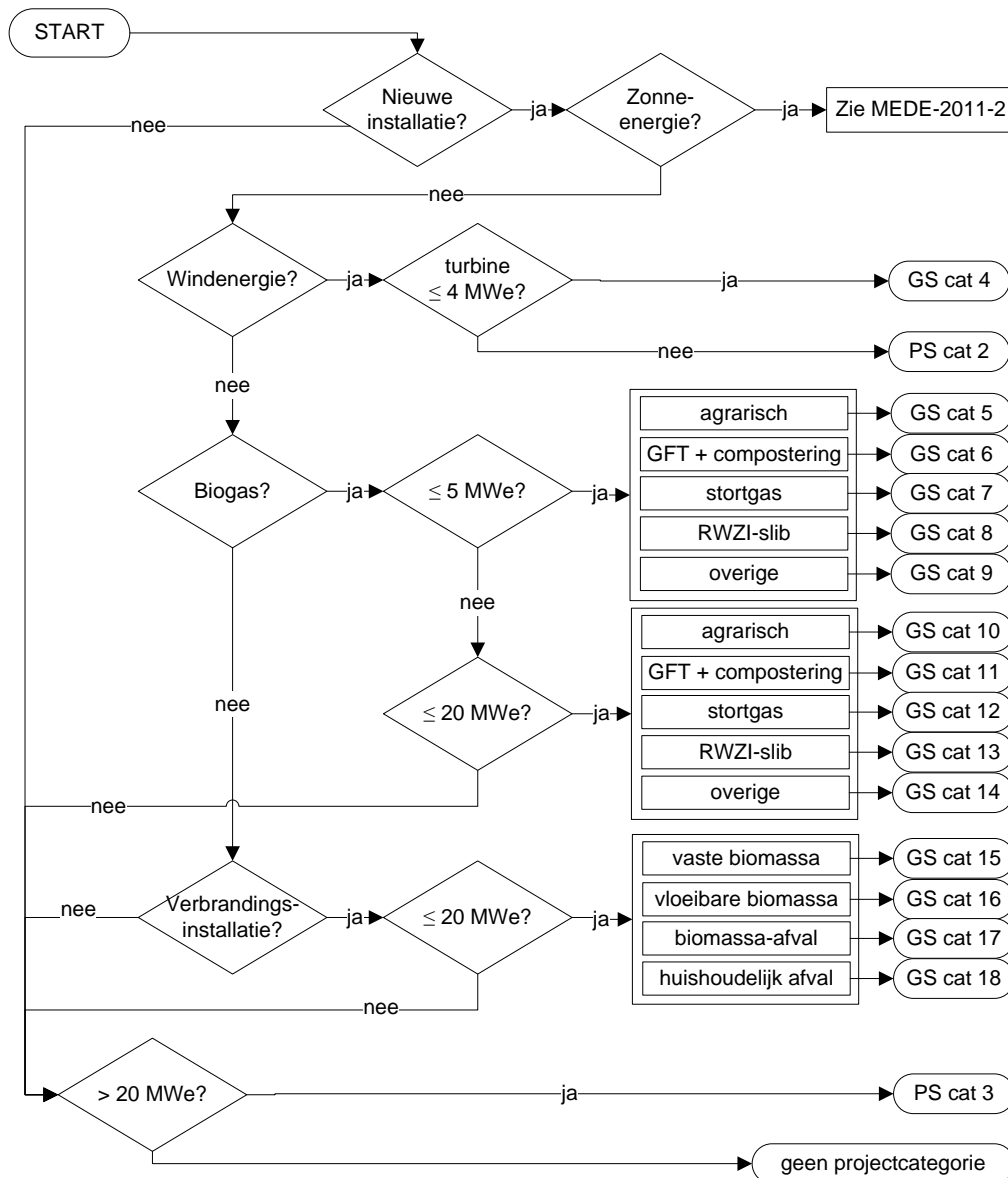 START
Nieuwe
installatie?
ja
Zonne-
energie?
ja
Zie MEDE-2011-2
nee
nee
Windenergie?
ja
turbine
≤ 4 MWe?
ja
GS cat 4
nee
PS cat 2
nee
Biogas?
ja
≤ 5 MWe?
ja
agrarisch
GS cat 5
GFT + compostering
GS cat 6
stortgas
GS cat 7
RWZI-slib
GS cat 8
overige
GS cat 9
nee
nee
≤ 20 MWe?
ja
agrarisch
GS cat 10
GFT + compostering
GS cat 11
stortgas
GS cat 12
RWZI-slib
GS cat 13
overige
GS cat 14
nee
Verbrandings-
installatie?
nee
ja
≤ 20 MWe?
ja
vaste biomassa
GS cat 15
vloeibare biomassa
GS cat 16
biomassa-afval
GS cat 17
huishoudelijk afval
GS cat 18
nee
> 20 MWe?
ja
PS cat 3
geen projectcategorie